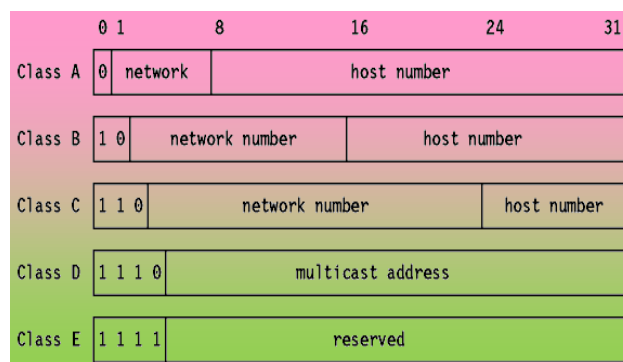 0 1 8 16 24 31
Class A 0 network host number
Class B 1 0 network number host number
Class C 1 1 0 network number host number
Class D 1 1 1 0 multicast address
Class E 1 1 1 1 reserved